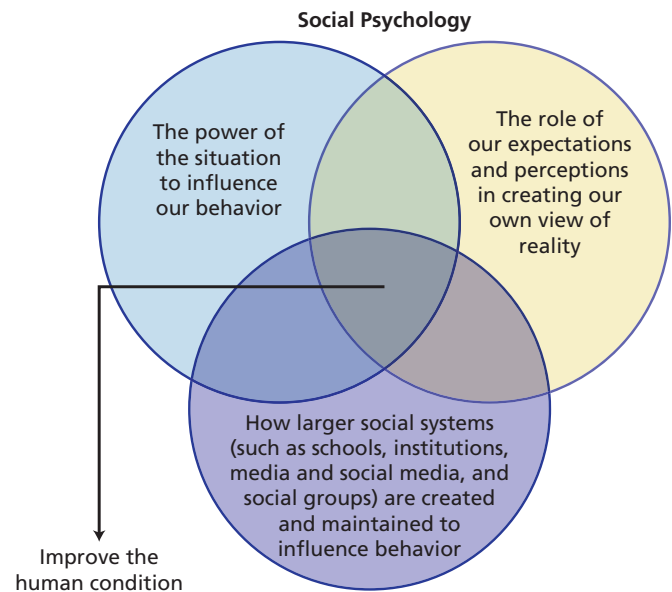 Social Psychology
The power of
the situation
to influence
our behavior
The role of
our expectations
and perceptions
in creating our
own view of
reality
How larger social systems
(such as schools, institutions,
media and social media, and
social groups) are created
and maintained to
influence behavior
Improve the
human condition